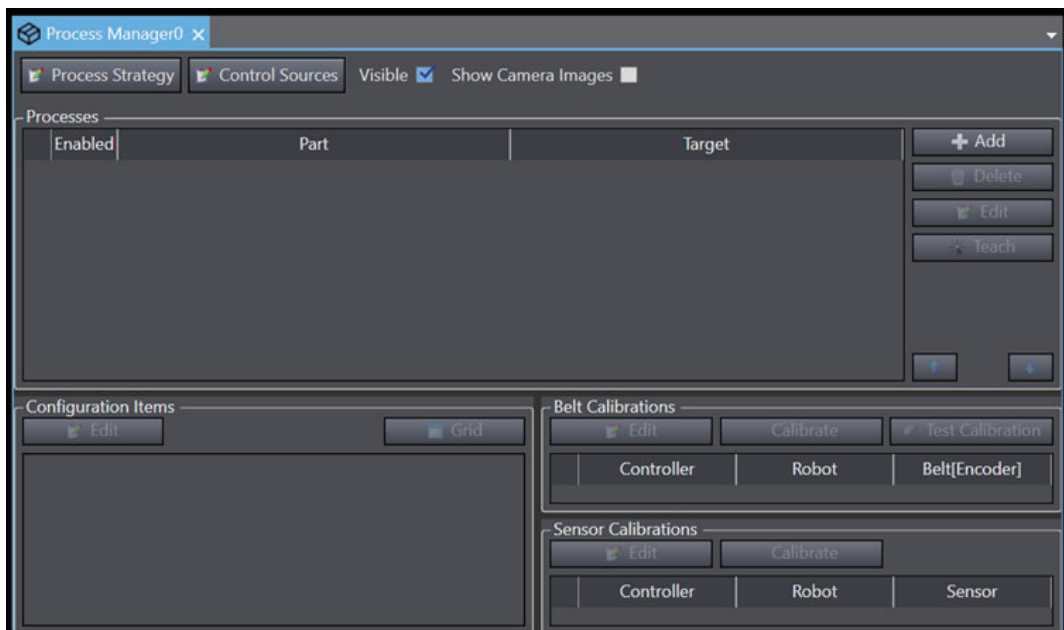 Process Manager0
Process Strategy Control Sources Visible Show Camera Images
Processes
Enabled Part Target
Add
Delete
Edit
Teach
Configuration Items
Edit Grid
Belt Calibrations
Edit Calibrate Test Calibration
Controller Robot Belt[Encoder]
Sensor Calibrations
Edit Calibrate
Controller Robot Sensor